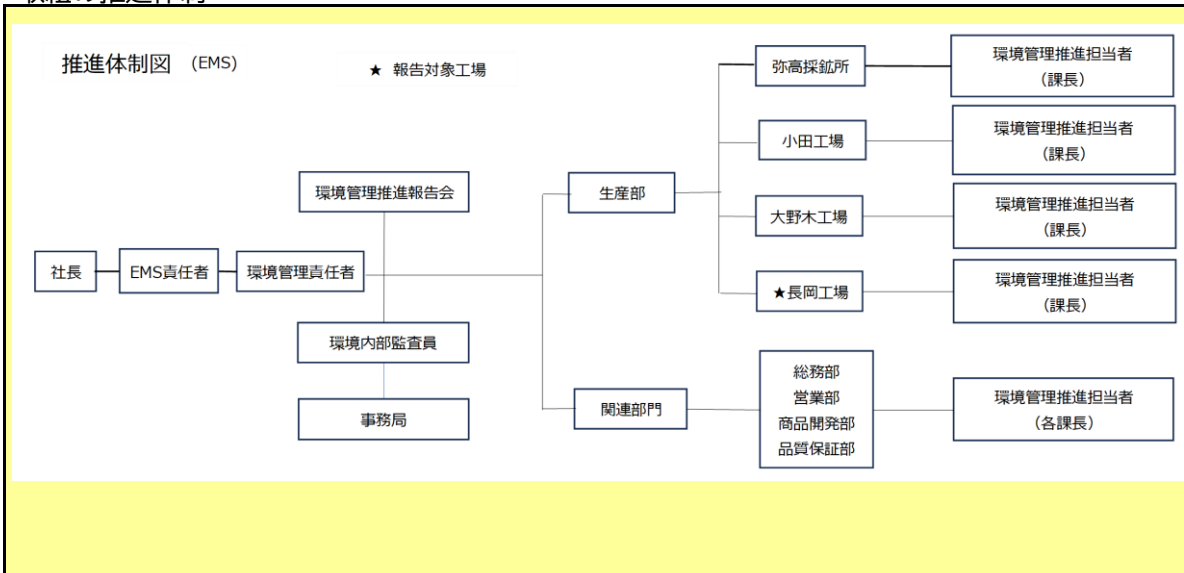 推進体制図 (EMS)
★ 報告対象工場
社長
EMS責任者
環境管理責任者
環境管理推進報告会
環境内部監査員
事務局
生産部
関連部門
弥高採鉱所
環境管理推進担当者
(課長)
小田工場
環境管理推進担当者
(課長)
大野木工場
環境管理推進担当者
(課長)
★長岡工場
環境管理推進担当者
(課長)
総務部
営業部
商品開発部
品質保証部
環境管理推進担当者
(各課長)